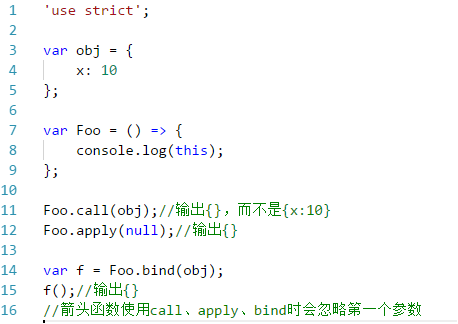 1 'use strict';
2
3 var obj = {
4 x: 10
5 };
6
7 var Foo = () => {
8 console.log(this);
9 };
10
11 Foo.call(obj);//输出{}，而不是{x:10}
12 Foo.apply(null);//输出{}
13
14 var f = Foo.bind(obj);
15 f();//输出{}
16 //箭头函数使用call、apply、bind时会忽略第一个参数